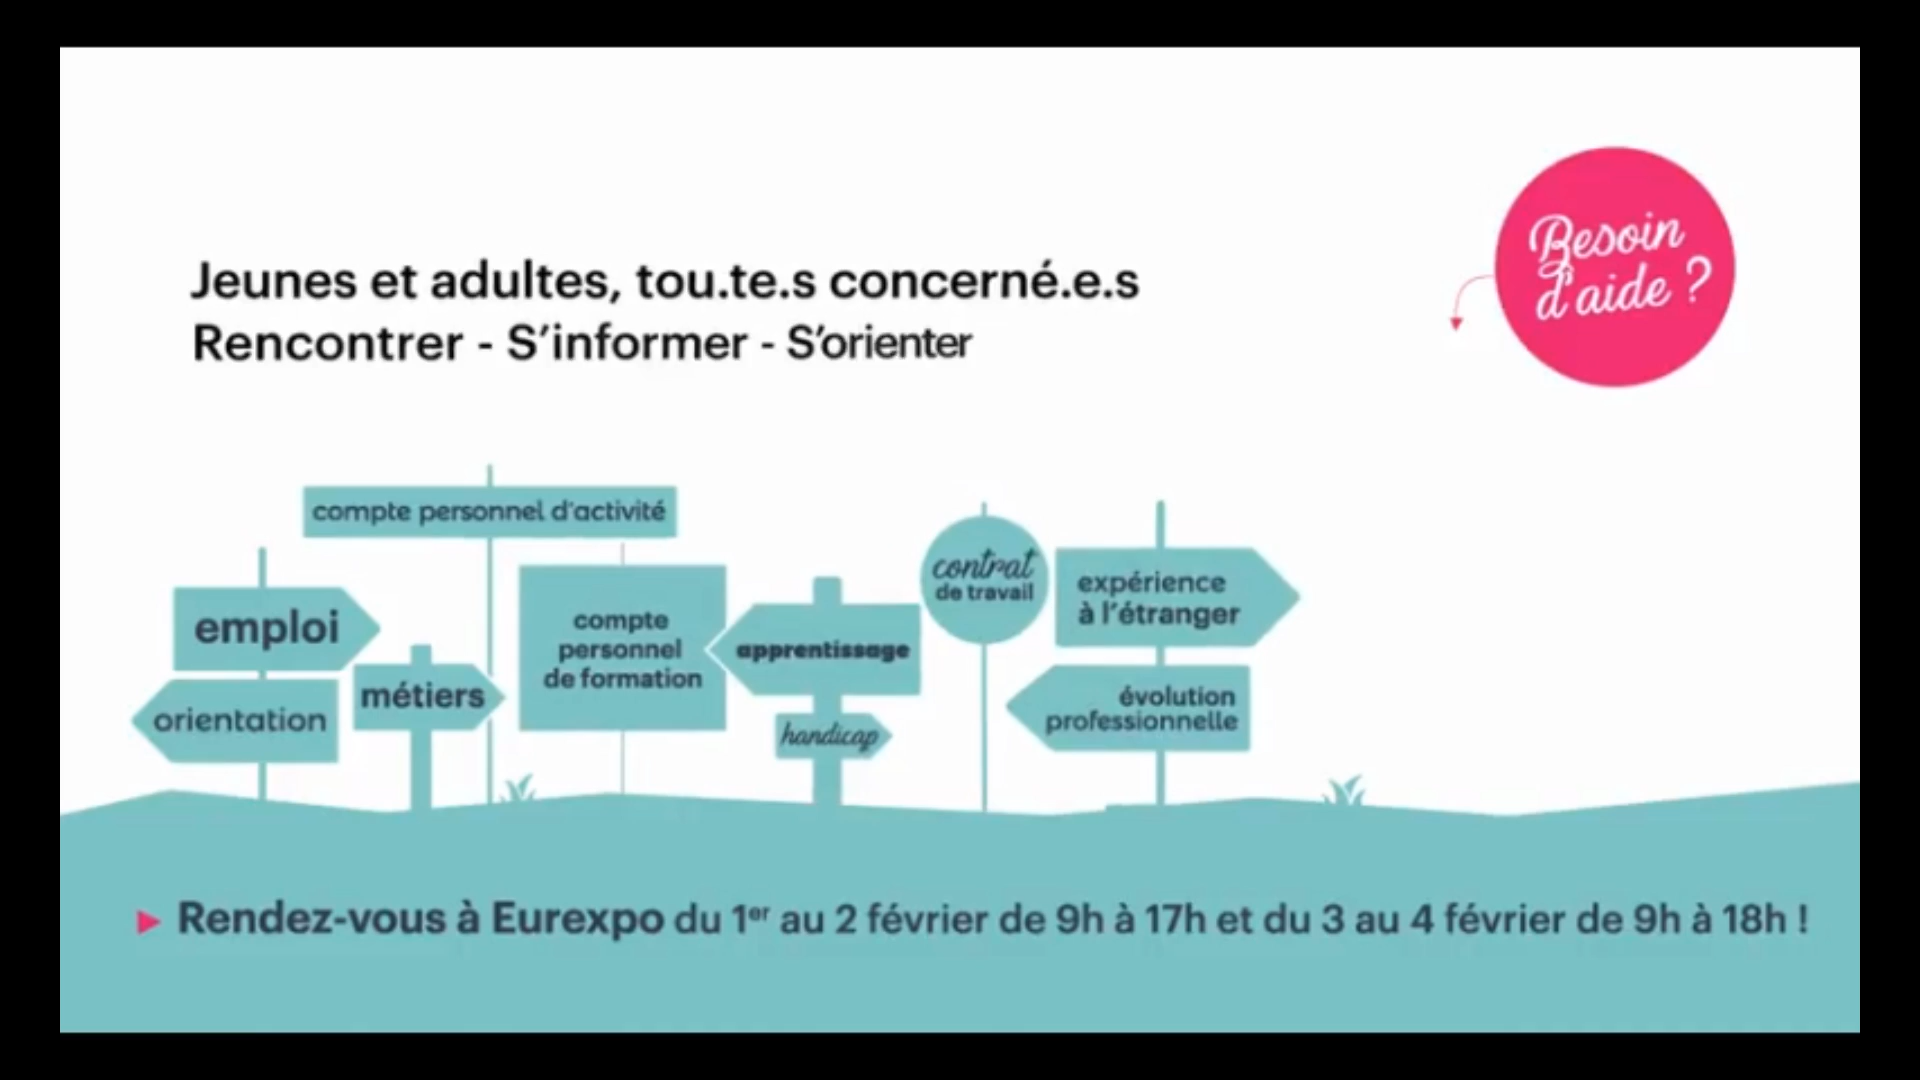 Besoin
d'aide ?
Jeunes et adultes, tou.te.s concerné.e.s
Rencontrer - S'informer - S'orienter
compte personnel d'activité
emploi
orientation
métiers
compte
personnel
de formation
apprentissage
handicap
contrat
de travail
expérience
à l'étranger
évolution
professionnelle
► Rendez-vous à Eurexpo du 1er au 2 février de 9h à 17h et du 3 au 4 février de 9h à 18h !